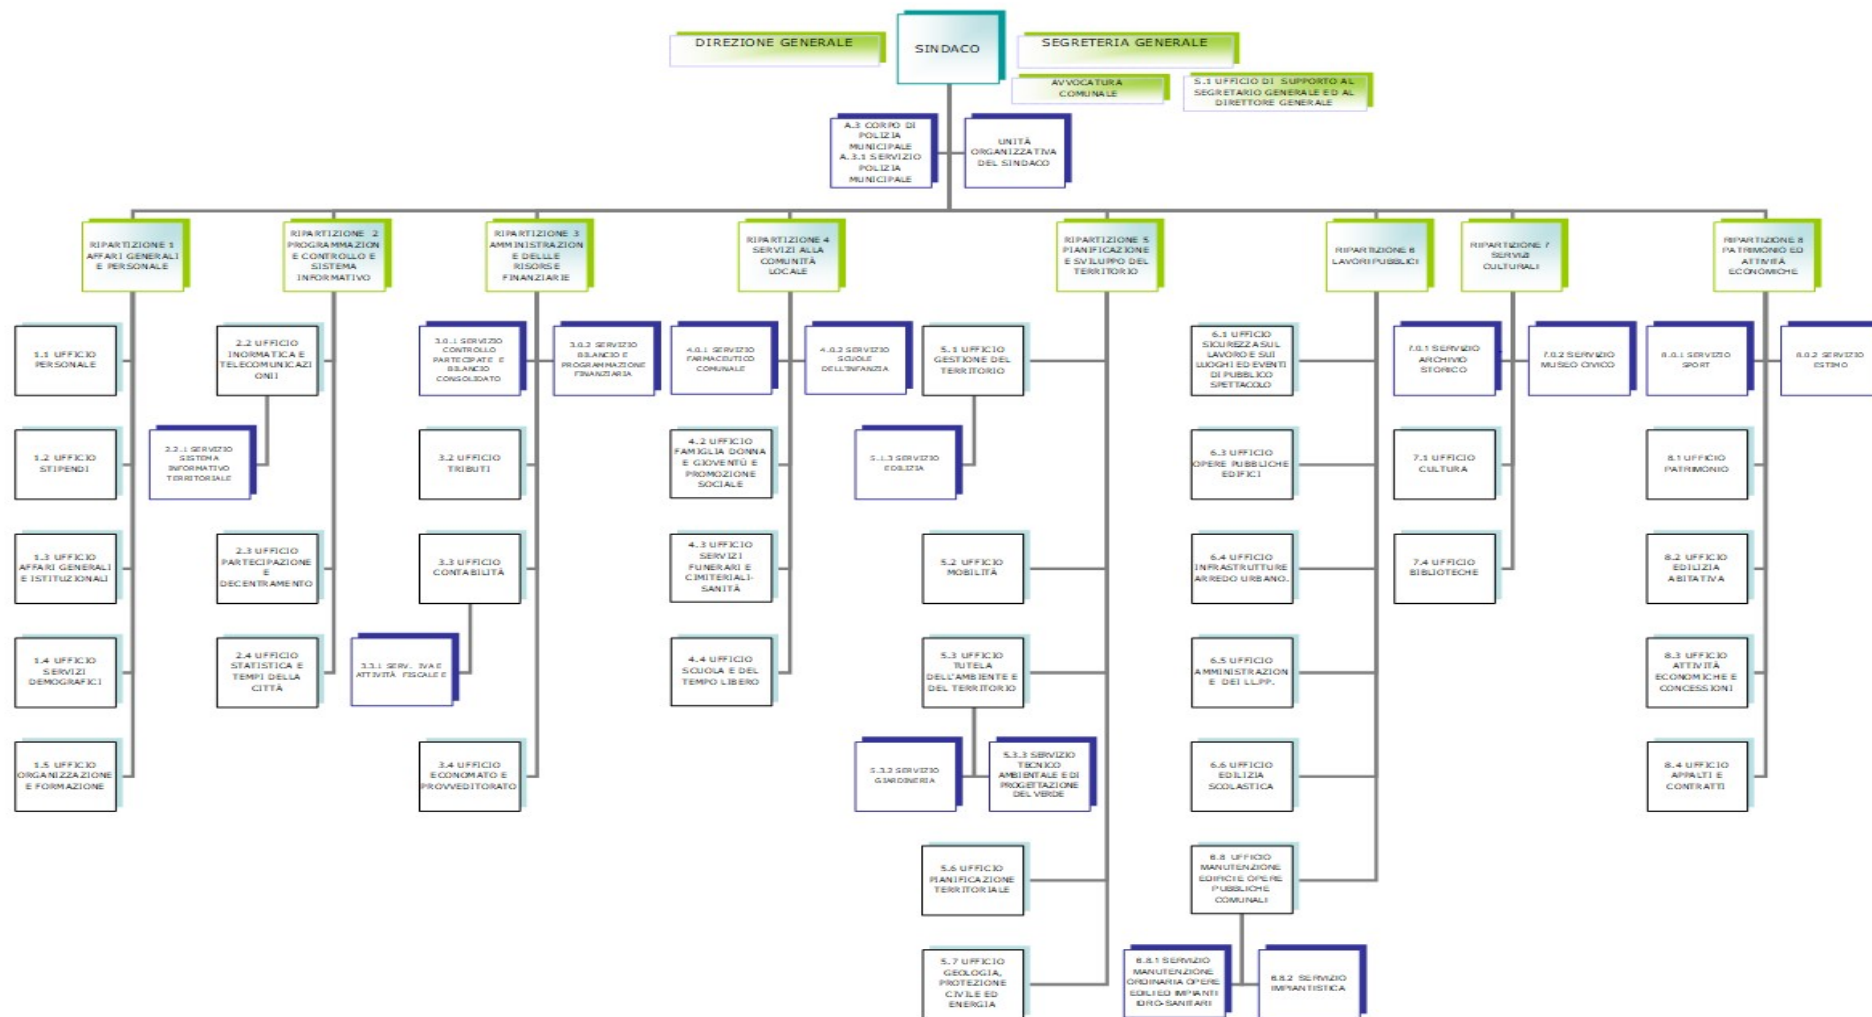 DIREZIONE GENERALE
SINDACO
SEGRETERIA GENERALE
AVVOCATURA
COMUNALE
S.1 UFFICIO DI SUPPORTO AL
SEGRETARIO GENERALE ED AL
DIRETTORE GENERALE
A.3 CORPO DI
POLIZIA
MUNICIPALE
A.3.1 SERVIZIO
POLIZIA
MUNICIPALE
UNITÀ
ORGANIZZATIVA
DEL SINDACO
RIPARTIZIONE 1
AFFARI GENERALI
E PERSONALE
RIPARTIZIONE 2
PROGRAMMAZION
E CONTROLLO E
SISTEMA
INFORMATIVO
RIPARTIZIONE 3
AMMINISTRAZION
E DELLLE
RISORSE
FINANZIARIE
RIPARTIZIONE 4
SERVIZI ALLA
COMUNITÀ
LOCALE
RIPARTIZIONE 5
PIANIFICAZIONE
E SVILUPPO DEL
TERRITORIO
RIPARTIZIONE 6
LAVORI PUBBLICI
RIPARTIZIONE 7
SERVIZI
CULTURALI
RIPARTIZIONE 8
PATRIMONIO ED
ATTIVITÀ
ECONOMICHE
1.1 UFFICIO
PERSONALE
2.2 UFFICIO
INORMATICA E
TELECOMUNICAZI
ONII
3.0.1 SERVIZIO
CONTROLLO
PARTECIPATE E
BILANCIO
CONSOLIDATO
3.0.2 SERVIZIO
BILANCIO E
PROGRAMMAZIONE
FINANZIARIA
4.0.1 SERVIZIO
FARMACEUTICO
COMUNALE
4.0.2 SERVIZIO
SCUOLE
DELL'INFANZIA
5.1 UFFICIO
GESTIONE DEL
TERRITORIO
6.1 UFFICIO
SICUREZZA SUL
LAVORO E SUI
LUOGHI ED EVENTI
DI PUBBLICO
SPETTACOLO
7.0.1 SERVIZIO
ARCHIVIO
STORICO
7.0.2 SERVIZIO
MUSEO CIVICO
8.0.1 SERVIZIO
SPORT
8.0.2 SERVIZIO
ESTIMO
1.2 UFFICIO
STIPENDI
2.2.1 SERVIZIO
SISTEMA
INFORMATIVO
TERRITORIALE
3.2 UFFICIO
TRIBUTI
4.2 UFFICIO
FAMIGLIA DONNA
E GIOVENTÙ E
PROMOZIONE
SOCIALE
5.1.3 SERVIZIO
EDILIZIA
6.3 UFFICIO
OPERE PUBBLICHE
EDIFICI
7.1 UFFICIO
CULTURA
8.1 UFFICIO
PATRIMONIO
1.3 UFFICIO
AFFARI GENERALI
E ISTITUZIONALI
2.3 UFFICIO
PARTECIPAZIONE
E
DECENTRAMENTO
3.3 UFFICIO
CONTABILITÀ
4.3 UFFICIO
SERVIZI
FUNERARI E
CIMITERIALI-
SANITÀ
5.2 UFFICIO
MOBILITÀ
6.4 UFFICIO
INFRASTRUTTURE
ARREDO URBANO.
7.4 UFFICIO
BIBLIOTECHE
8.2 UFFICIO
EDILIZIA
ABITATIVA
1.4 UFFICIO
SERVIZI
DEMOGRAFICI
2.4 UFFICIO
STATISTICA E
TEMPI DELLA
CITTÀ
3.3.1 SERV. IVA E
ATTIVITÀ FISCALE E
4.4 UFFICIO
SCUOLA E DEL
TEMPO LIBERO
5.3 UFFICIO
TUTELA
DELL'AMBIENTE E
DEL TERRITORIO
6.5 UFFICIO
AMMINISTRAZION
E DEI LL.PP.
8.3 UFFICIO
ATTIVITÀ
ECONOMICHE E
CONCESSIONI
1.5 UFFICIO
ORGANIZZAZIONE
E FORMAZIONE
3.4 UFFICIO
ECONOMATO E
PROVVEDITORATO
5.3.2 SERVIZIO
GIARDINERIA
5.3.3 SERVIZIO
TECNICO
AMBIENTALE E DI
PROGETTAZIONE
DEL VERDE
6.6 UFFICIO
EDILIZIA
SCOLASTICA
8.4 UFFICIO
APPALTI E
CONTRATTI
5.6 UFFICIO
PIANIFICAZIONE
TERRITORIALE
6.8 UFFICIO
MANUTENZIONE
EDIFICI E OPERE
PUBBLICHE
COMUNALI
5.7 UFFICIO
GEOLOGIA,
PROTEZIONE
CIVILE ED
ENERGIA
6.8.1 SERVIZIO
MANUTENZIONE
ORDINARIA OPERE
EDILI ED IMPIANTI
IDRO-SANITARI
6.8.2 SERVIZIO
IMPIANTISTICA